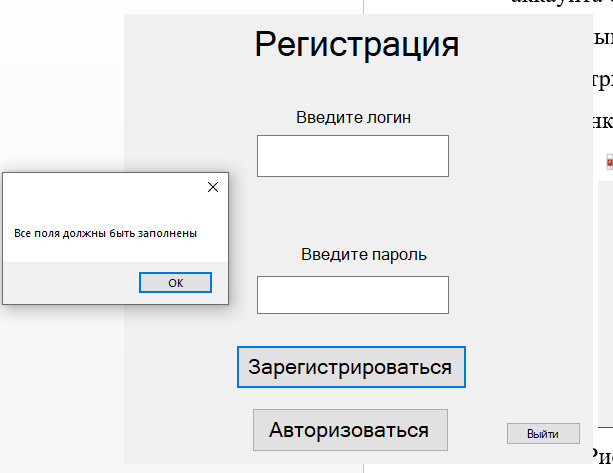 Регистрация
Введите логин
Все поля должны быть заполнены
OK
Введите пароль
Зарегистрироваться
Авторизоваться
Выйти